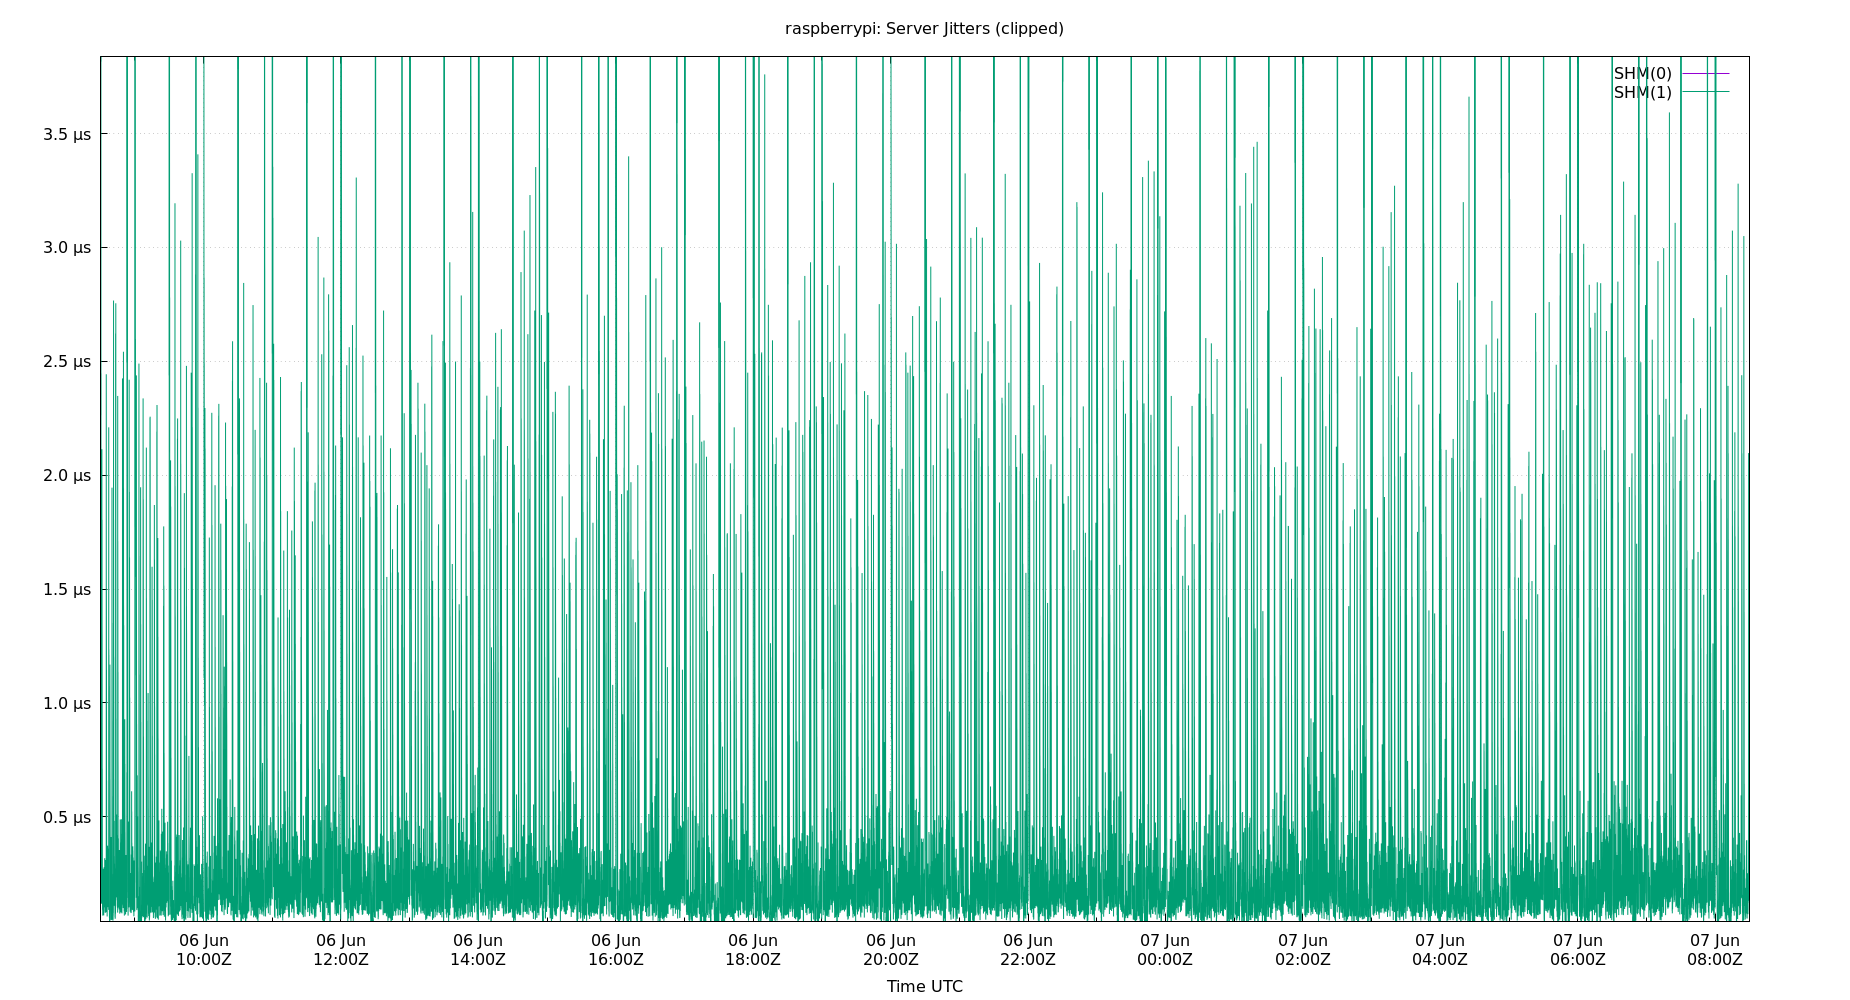 raspberrypi: Server Jitters (clipped)
SHM(0)
SHM(1)
3.5 µs
3.0 µs
2.5 µs
2.0 µs
1.5 µs
1.0 µs
0.5 µs
06 Jun 06 Jun 06 Jun 06 Jun 06 Jun 06 Jun 06 Jun 07 Jun 07 Jun 07 Jun 07 Jun 07 Jun
10:00Z 12:00Z 14:00Z 16:00Z 18:00Z 20:00Z 22:00Z 00:00Z 02:00Z 04:00Z 06:00Z 08:00Z
Time UTC